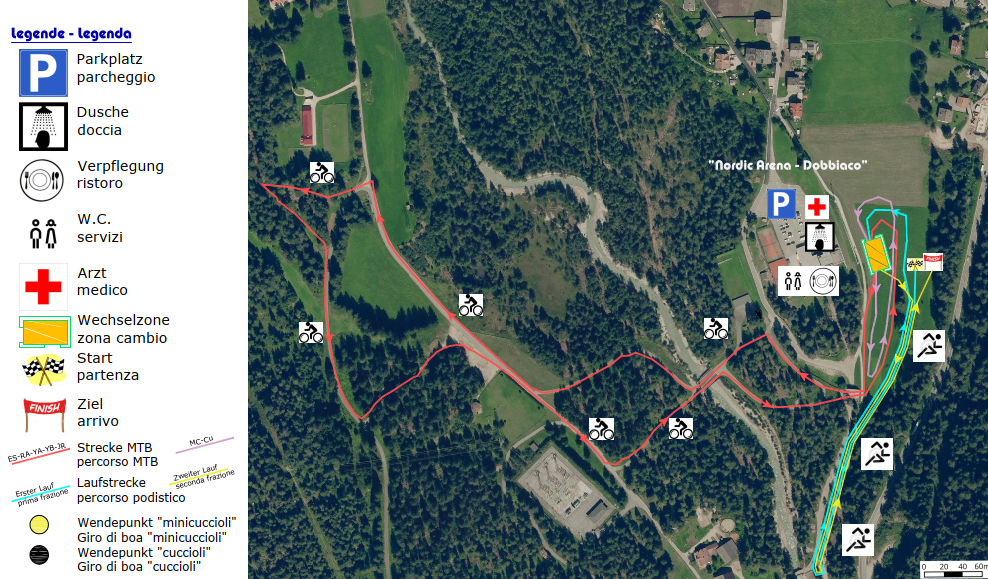 Legende - Legenda
P
Parkplatz
parcheggio
Dusche
doccia
Verpflegung
ristoro
W.C.
servizi
Arzt
medico
Wechselzone
zona cambio
Start
partenza
FINISH
Ziel
arrivo
ES-RA-YA-YB-JR
Strecke MTB
percorso MTB
MC-Cu
Erster Lauf
prima frazione
Laufstrecke
percorso podistico
Zweiter Lauf
seconda frazione
Wendepunkt "minicuccioli"
Giro di boa "minicuccioli"
Wendepunkt "cuccioli"
Giro di boa "cuccioli"
"Nordic Arena - Dobbiaco"
P
FINISH
0 20 40 60m